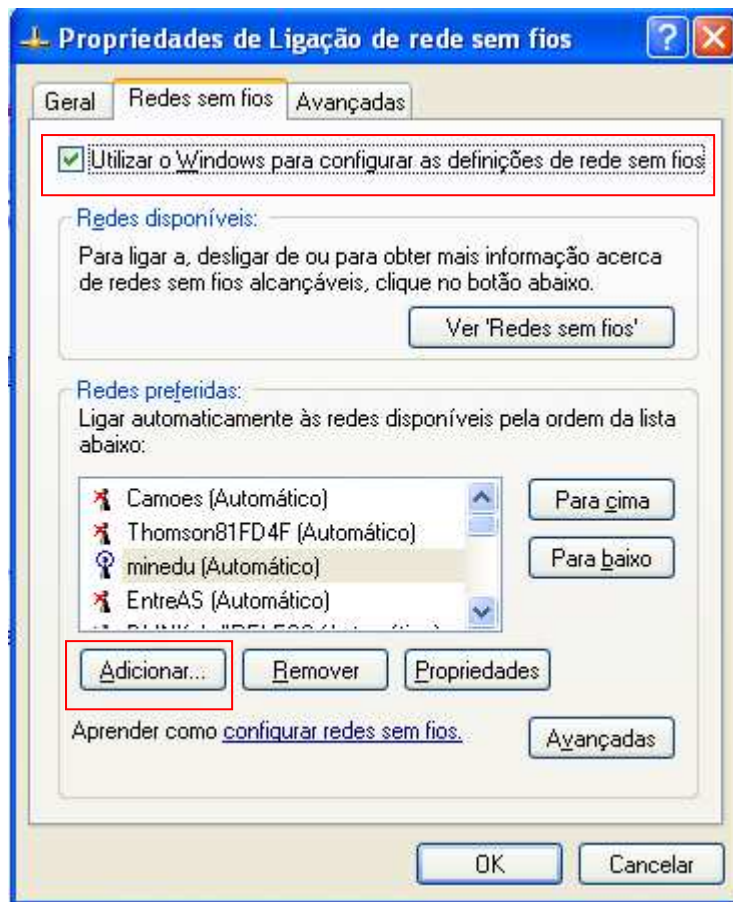 Propriedades de Ligação de rede sem fios
Geral
Redes sem fios
Avançadas
Utilizar o Windows para configurar as definições de rede sem fios
Redes disponíveis:
Para ligar a, desligar de ou para obter mais informação acerca
de redes sem fios alcançáveis, clique no botão abaixo.
Ver 'Redes sem fios'
Redes preferidas:
Ligar automaticamente às redes disponíveis pela ordem da lista
abaixo:
Camoes (Automático)
Thomson81FD4F (Automático)
minedu (Automático)
EntreAS (Automático)
Para cima
Para baixo
Adicionar...
Remover
Propriedades
Aprender como configurar redes sem fios.
Avançadas
OK
Cancelar